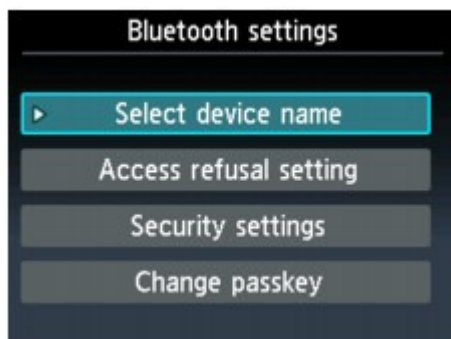 Bluetooth settings
Select device name
Access refusal setting
Security settings
Change passkey